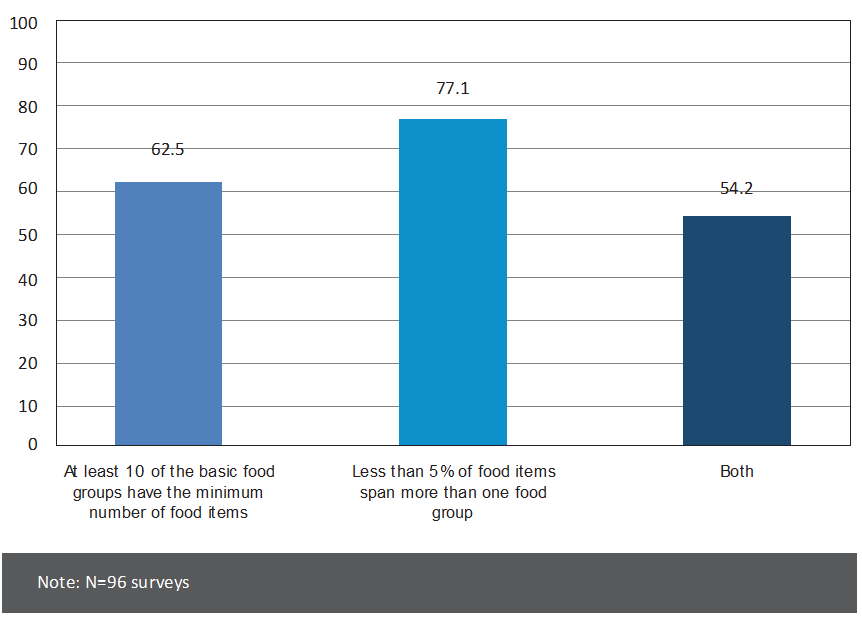 100
90
80
70
60
50
40
30
20
10
0
62.5
77.1
54.2
At least 10 of the basic food
groups have the minimum
number of food items
Less than 5% of food items
span more than one food
group
Both
Note: N=96 surveys